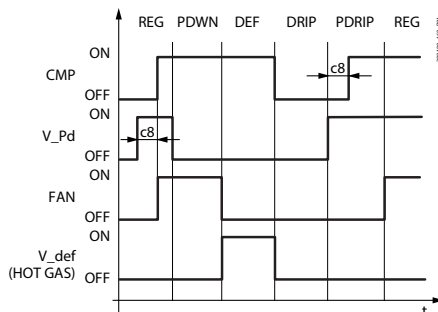 REG PDWN DEF DRIP PDRIP REG
ON
CMP
c8
OFF
ON
V_Pd
c8
OFF
ON
FAN
OFF
ON
V_def
(HOT GAS)
OFF
t